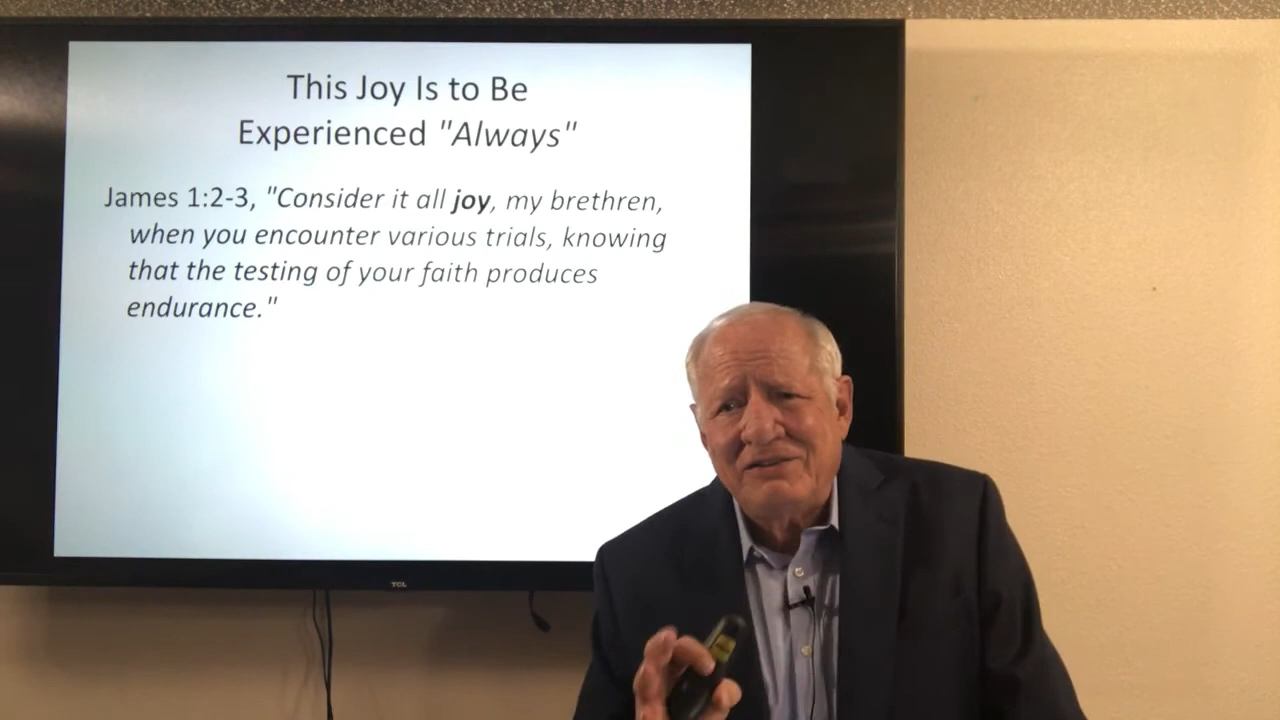 This Joy Is to Be
Experienced "Always"
James 1:2-3, "Consider it all joy, my brethren,
when you encounter various trials, knowing
that the testing of your faith produces
endurance."
TCL